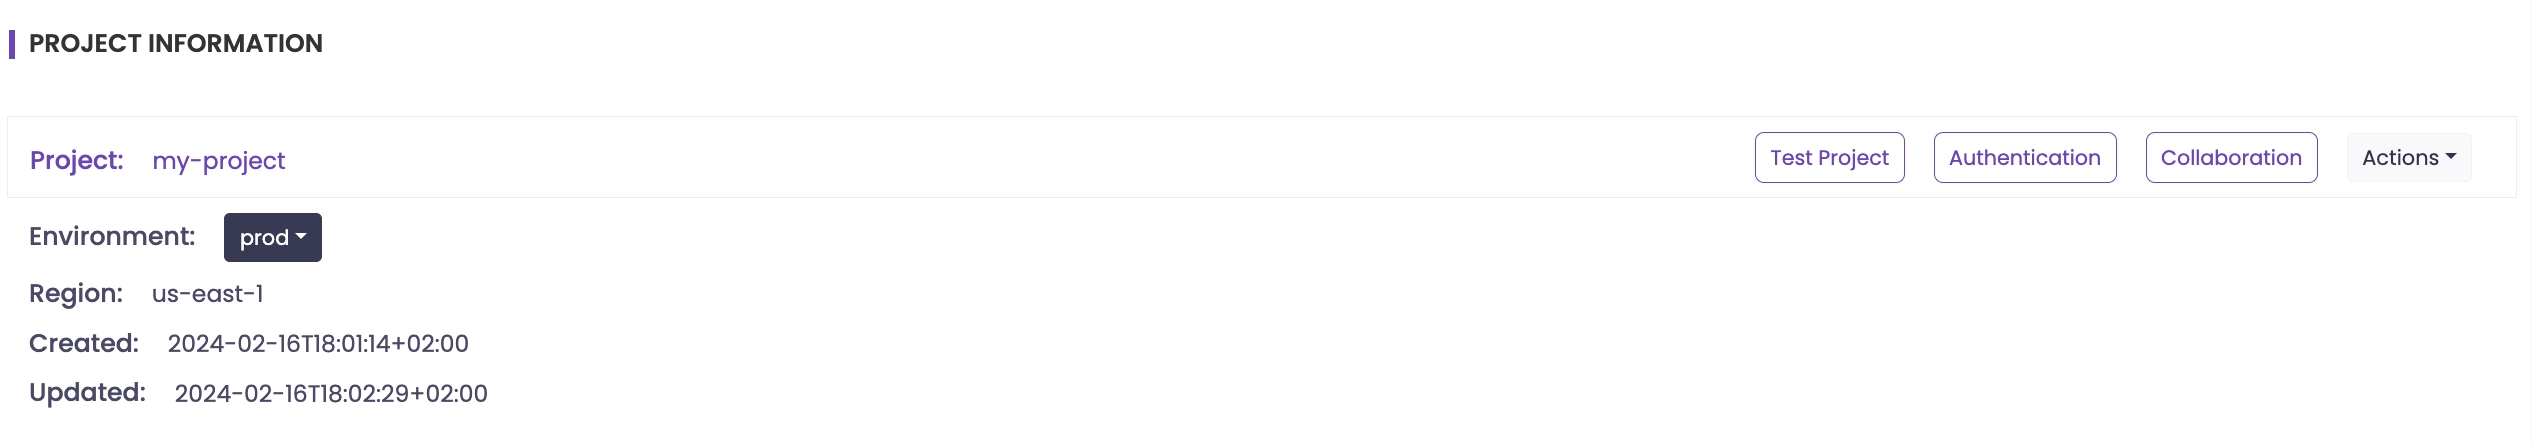 PROJECT INFORMATION
Project: my-project Test Project Authentication Collaboration Actions
Environment: prod
Region: us-east-1
Created: 2024-02-16T18:01:14+02:00
Updated: 2024-02-16T18:02:29+02:00